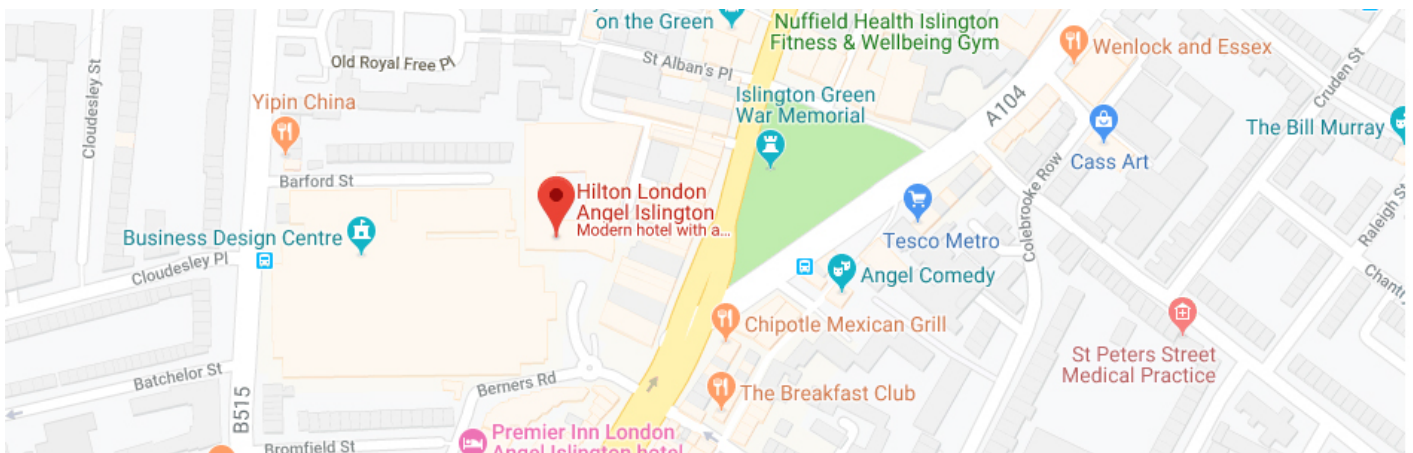 on the Green
Nuffield Health Islington
Fitness & Wellbeing Gym
Wenlock and Essex
Cloudesley St
Old Royal Free Pl
St Alban's Pl
Cruden St
Yipin China
Islington Green
War Memorial
A104
The Bill Murray
Cass Art
Barford St
Hilton London
Angel Islington
Modern hotel with a...
Colebrooke Row
Raleigh St
Business Design Centre
Tesco Metro
Cloudesley Pl
Angel Comedy
Chantr
Chipotle Mexican Grill
St Peters Street
Medical Practice
Batchelor St
Berners Rd
The Breakfast Club
B515
Premier Inn London
Angel Islington hotel
Bromfield St